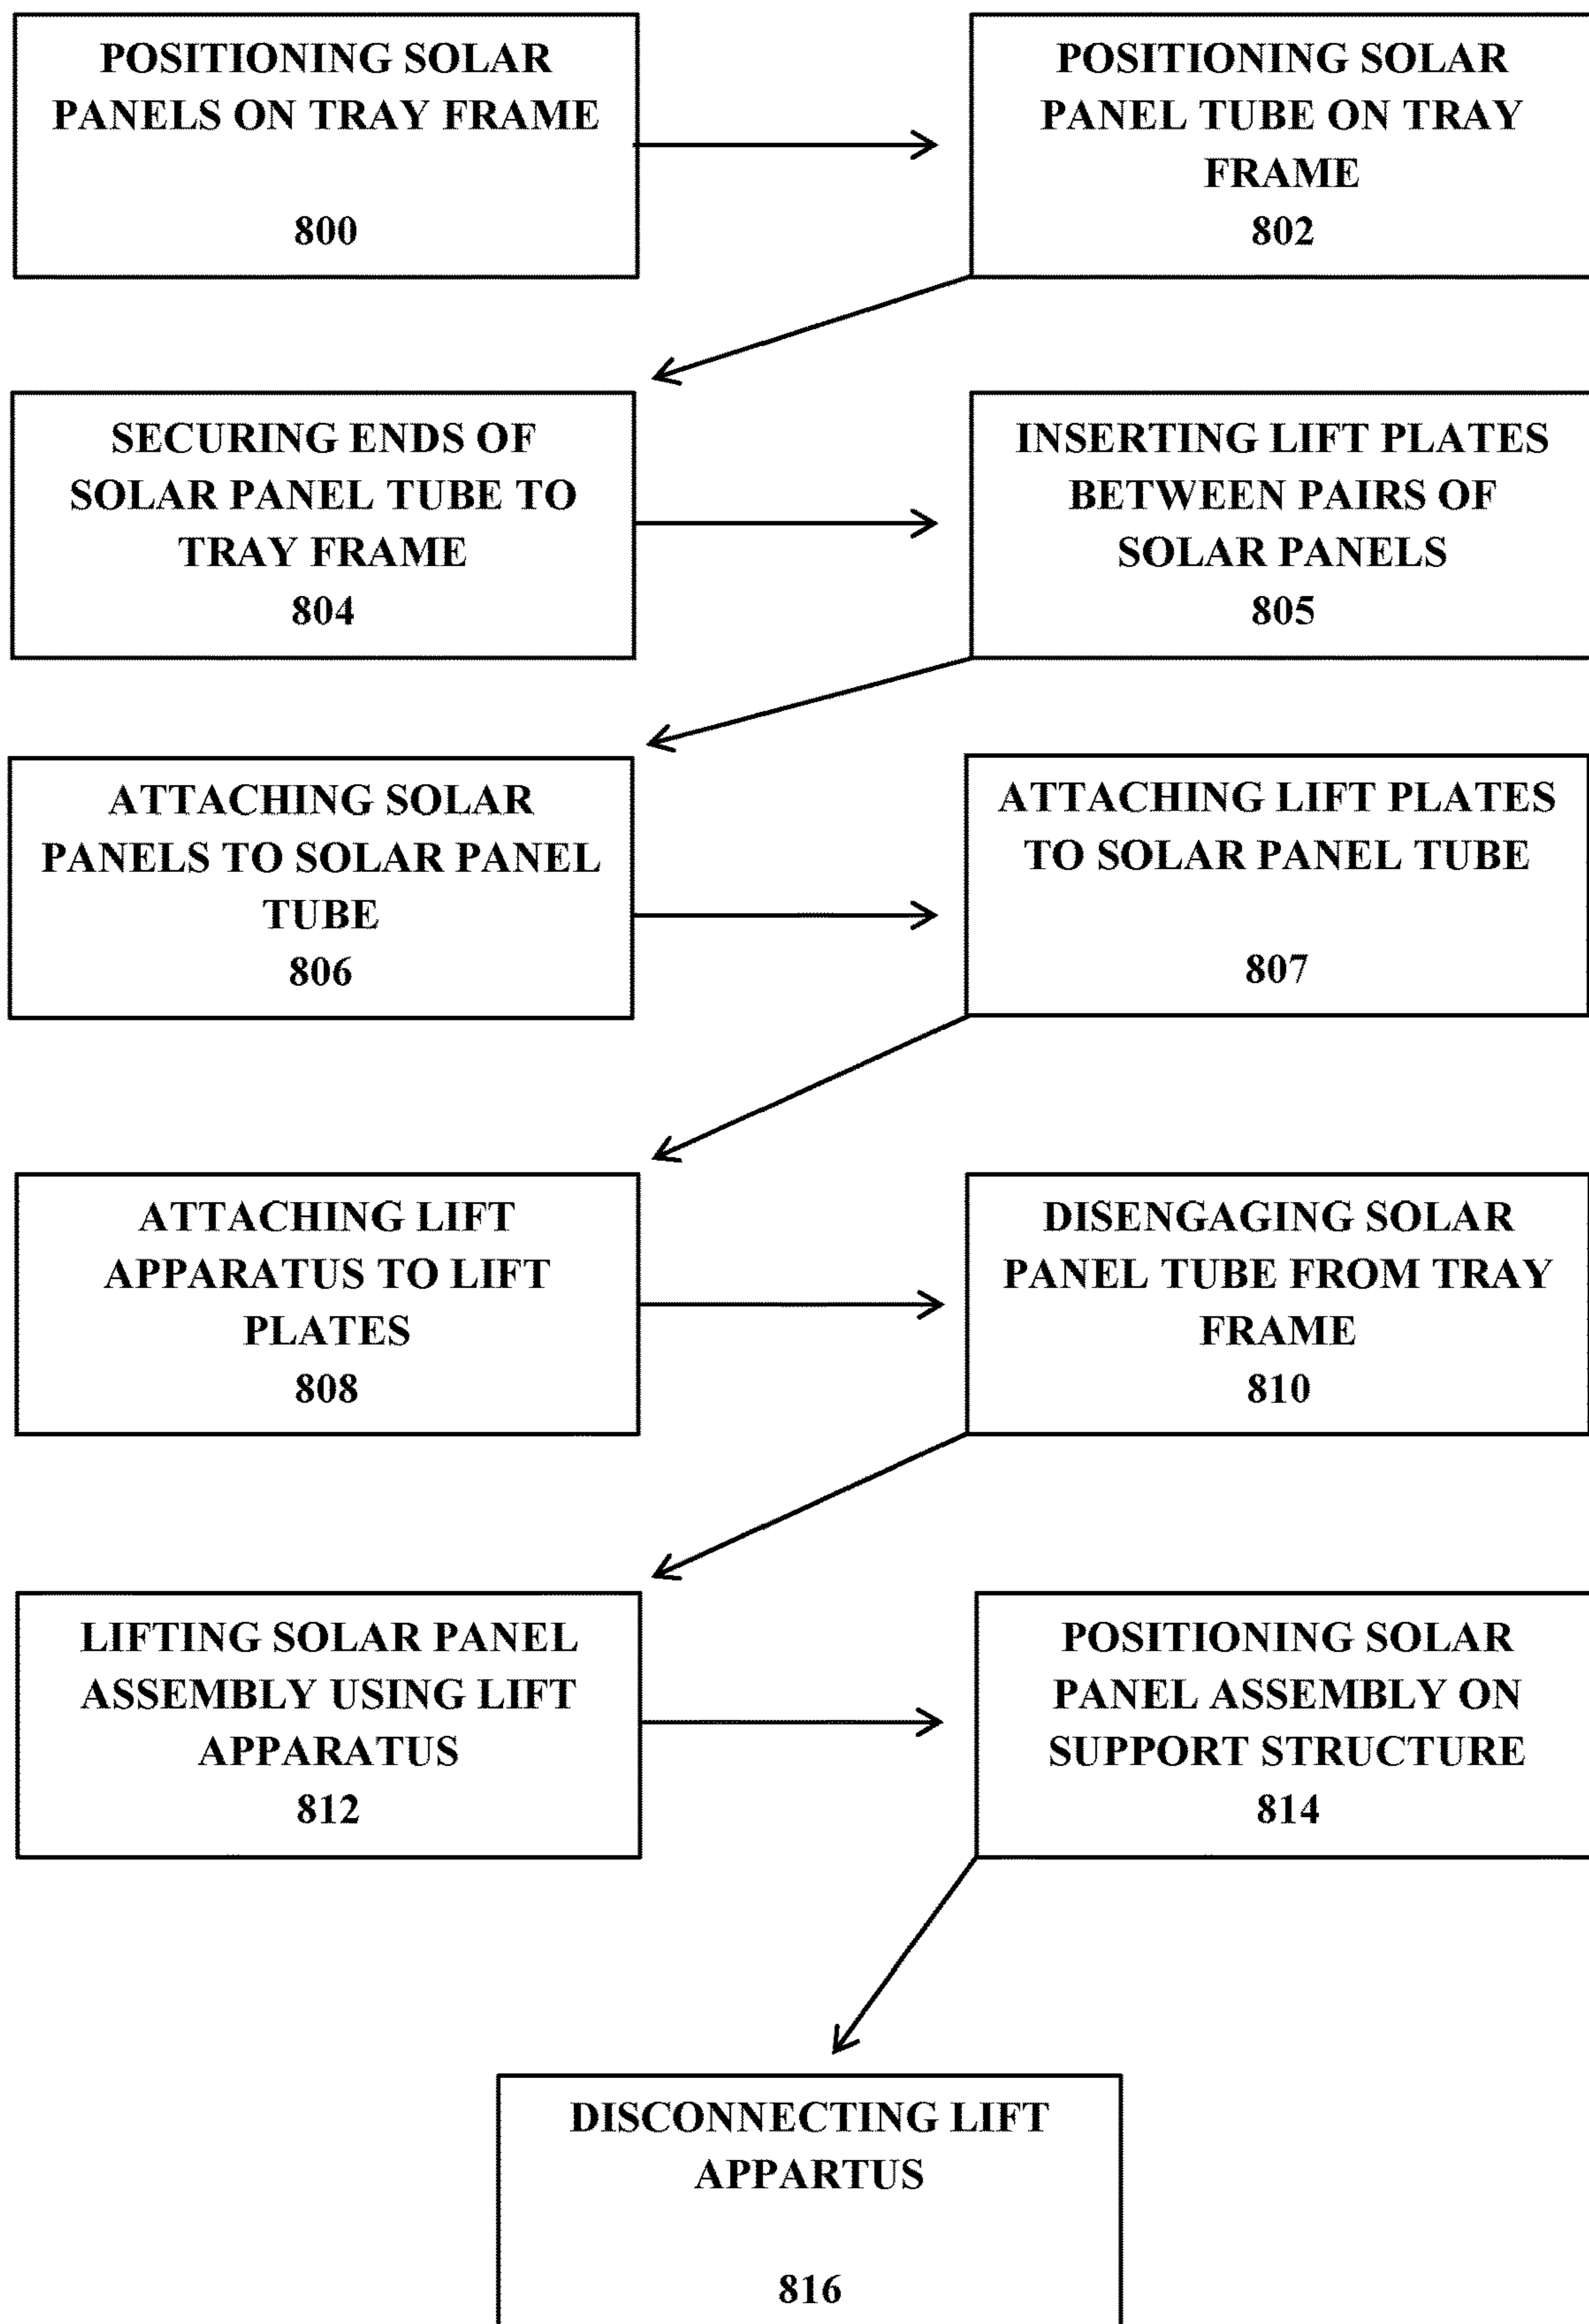 POSITIONING SOLAR
PANELS ON TRAY FRAME
800
POSITIONING SOLAR
PANEL TUBE ON TRAY
FRAME
802
SECURING ENDS OF
SOLAR PANEL TUBE TO
TRAY FRAME
804
INSERTING LIFT PLATES
BETWEEN PAIRS OF
SOLAR PANELS
805
ATTACHING SOLAR
PANELS TO SOLAR PANEL
TUBE
806
ATTACHING LIFT PLATES
TO SOLAR PANEL TUBE
807
ATTACHING LIFT
APPARATUS TO LIFT
PLATES
808
DISENGAGING SOLAR
PANEL TUBE FROM TRAY
FRAME
810
LIFTING SOLAR PANEL
ASSEMBLY USING LIFT
APPARATUS
812
POSITIONING SOLAR
PANEL ASSEMBLY ON
SUPPORT STRUCTURE
814
DISCONNECTING LIFT
APPARTUS
816